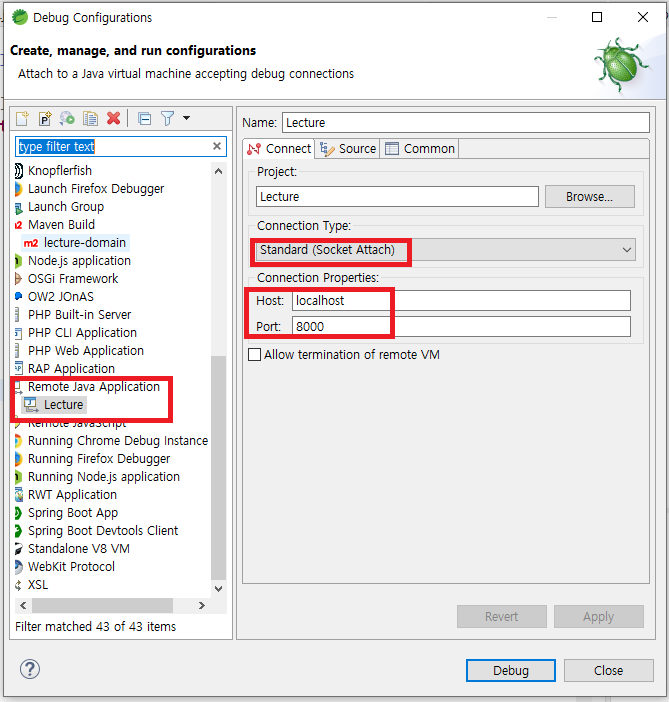 Debug Configurations
Create, manage, and run configurations
Attach to a Java virtual machine accepting debug connections
type filter text
Knopflerfish
Launch Firefox Debugger
Launch Group
Maven Build
m2 lecture-domain
Node.js application
OSGi Framework
OW2 JOnAS
PHP Built-in Server
PHP CLI Application
PHP Web Application
RAP Application
Remote Java Application
Lecture
Remote JavaScript
Running Chrome Debug Instance
Running Firefox Debugger
Running Node.js application
RWT Application
Spring Boot App
Spring Boot Devtools Client
Standalone V8 VM
WebKit Protocol
XSL
Filter matched 43 of 43 items
Name: Lecture
Connect Source Common
Project:
Lecture Browse...
Connection Type:
Standard (Socket Attach)
Connection Properties:
Host: localhost
Port: 8000
Allow termination of remote VM
Revert Apply
Debug Close